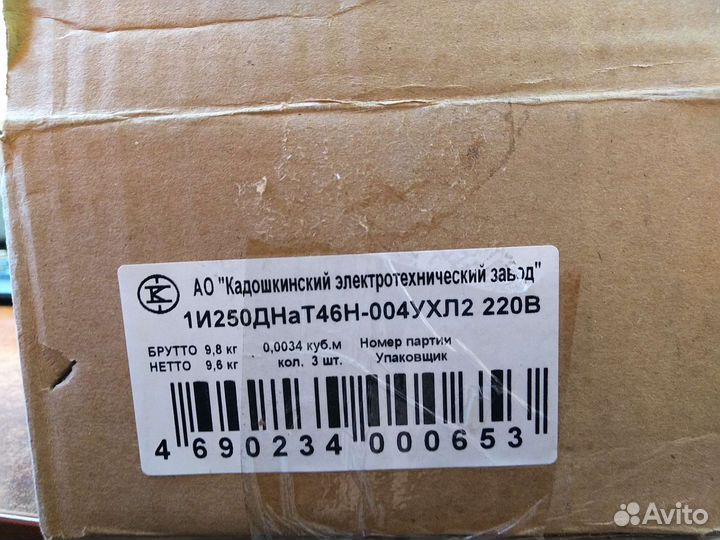 АО "Кадошкинский электротехнический завод"
1И250ДНаТ46Н-004УХЛ2 220В
БРУТТО 9,8 кг 0,0034 куб.м Номер партии
НЕТТО 9,6 кг кол. 3 шт. Упаковщик
4 690234 000653
Avito